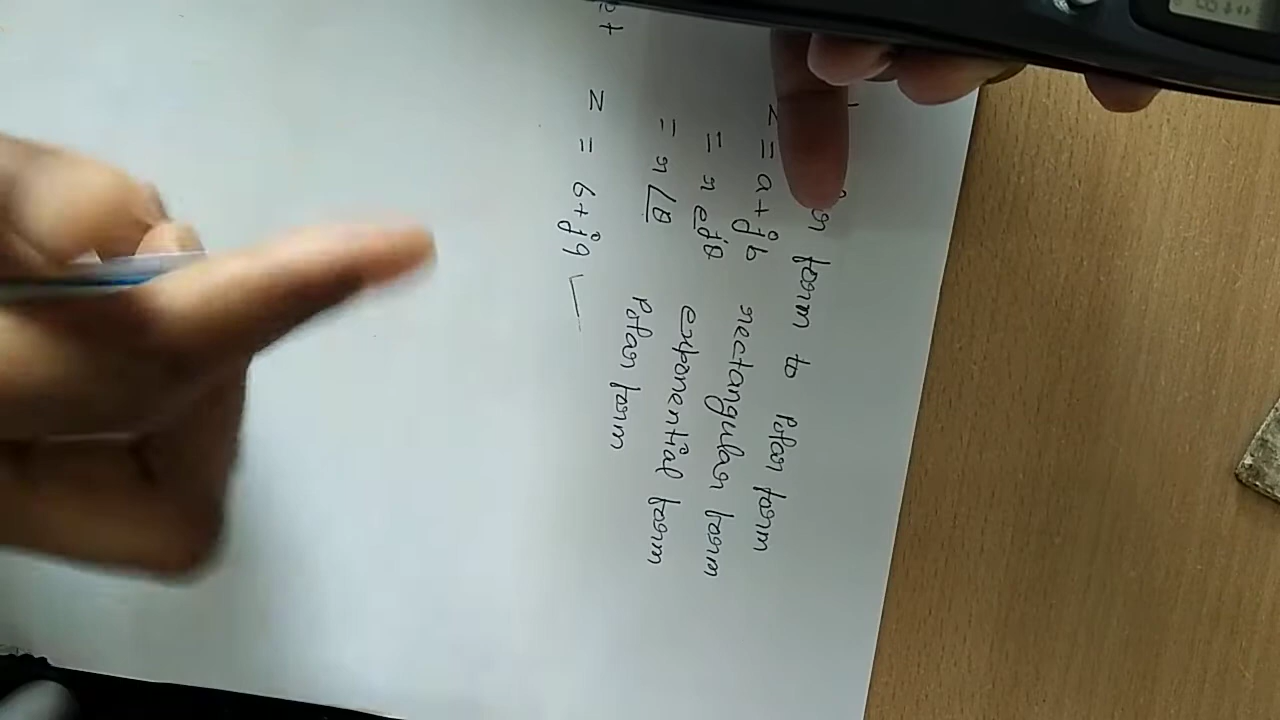 form to Polar form
z = a + jb rectangular form
= r e jθ exponential form
= r ∠θ Polar form
z = 6 + j9